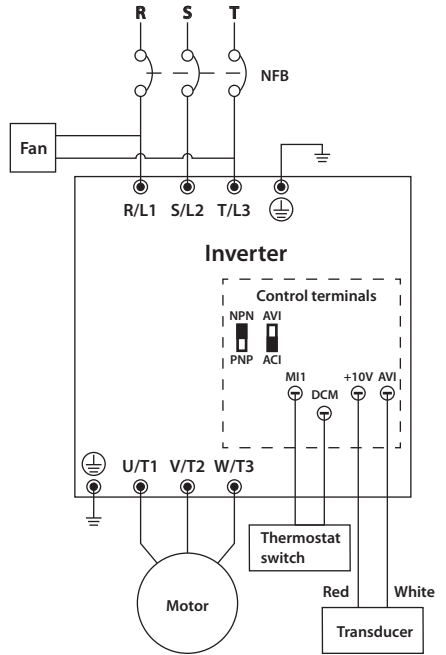 R S T
NFB
Fan
R/L1 S/L2 T/L3
Inverter
Control terminals
NPN AVI
PNP ACI
MI1 DCM +10V AVI
U/T1 V/T2 W/T3
Thermostat
switch
Red White
Motor
Transducer